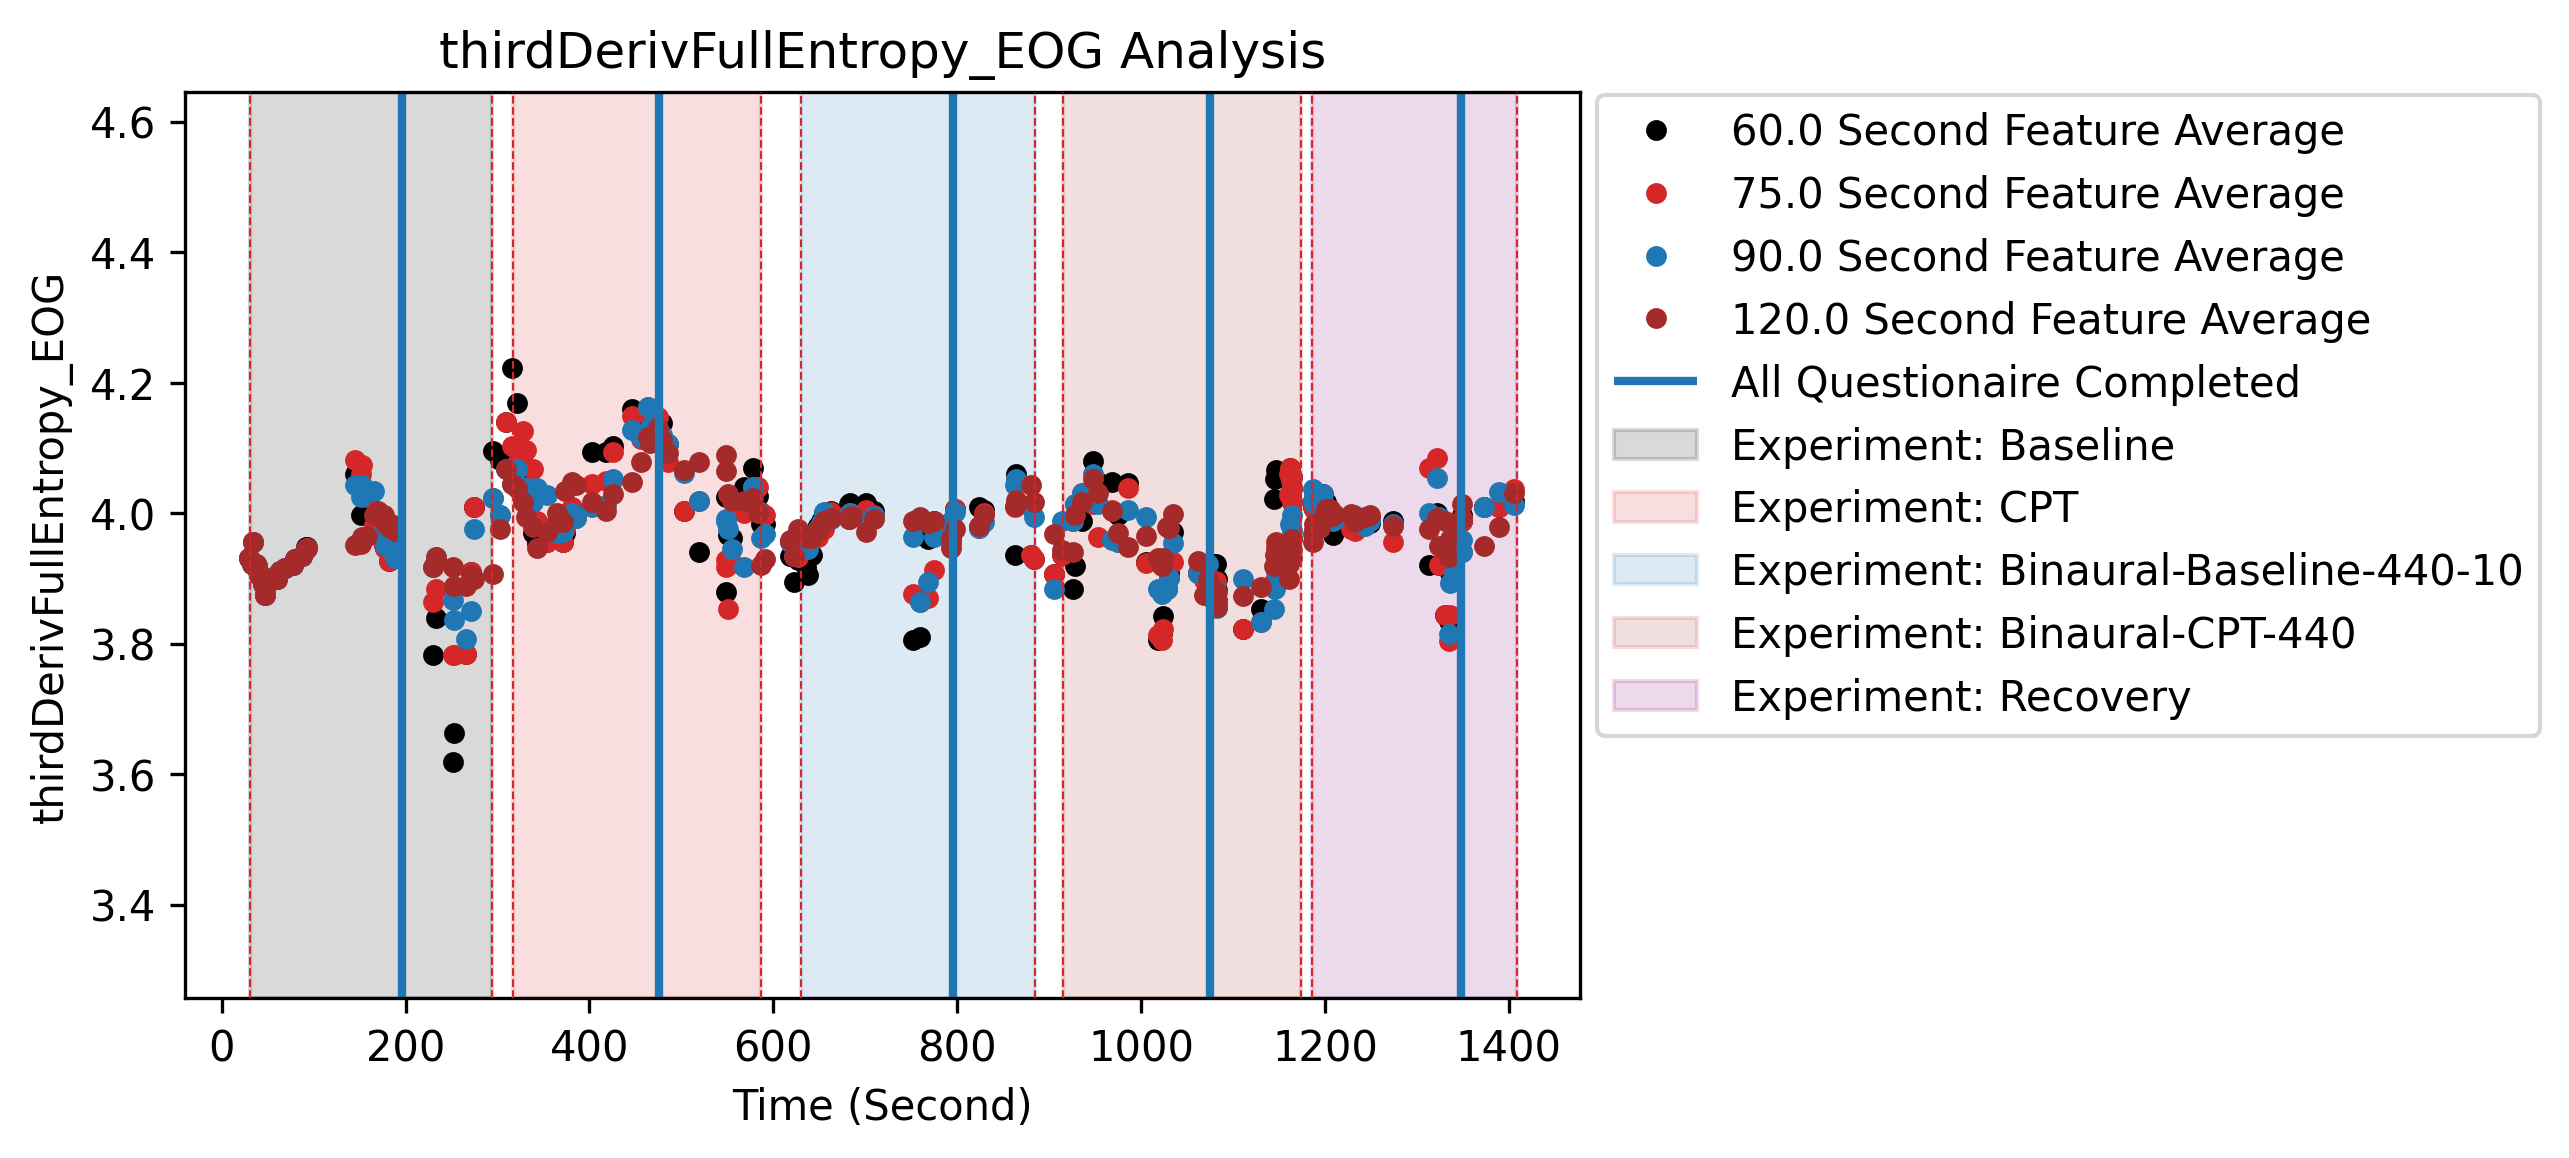 thirdDerivFullEntropy_EOG Analysis
thirdDerivFullEntropy_EOG
4.6
4.4
4.2
4.0
3.8
3.6
3.4
0 200 400 600 800 1000 1200 1400
Time (Second)
60.0 Second Feature Average
75.0 Second Feature Average
90.0 Second Feature Average
120.0 Second Feature Average
All Questionaire Completed
Experiment: Baseline
Experiment: CPT
Experiment: Binaural-Baseline-440-10
Experiment: Binaural-CPT-440
Experiment: Recovery